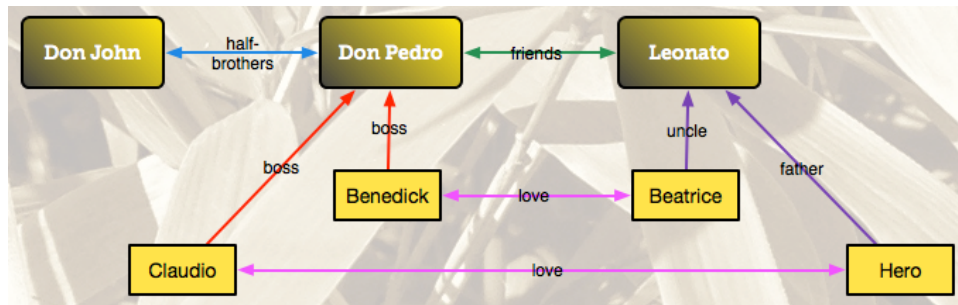 Don John
half-
brothers
Don Pedro
friends
Leonato
boss
boss
uncle
father
Benedick
love
Beatrice
Claudio
love
Hero